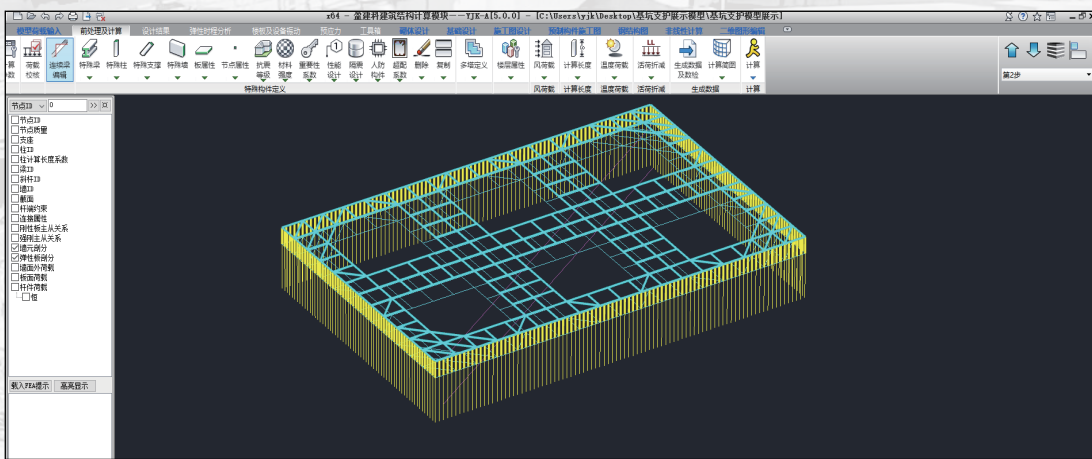 x64 - 盈建科建筑结构计算模块--YJK-A[5.0.0] - [C:\Users\yjk\Desktop\基坑支护展示模型\基坑支护模型展示]
模型荷载输入 前处理及计算 设计结果 弹性时程分析 预应力 工具箱 砌体设计 基础设计 施工图设计 预制构件施工图 钢结构图 非线性计算 二维图形编辑
荷载校核 连续梁编辑 特殊梁 特殊柱 特殊支撑 特殊墙 板属性 节点属性 抗震等级 材料强度 重要性系数 性能设计 隔震设计 人防构件 超配系数 删除 复制 多塔定义 楼层属性 风荷载 计算长度 温度荷载 活荷折减 生成数据及数检 计算简图 计算
特殊构件定义 风荷载 计算长度 温度荷载 活荷折减 生成数据 计算
第2步
节点ID 0 >>
节点ID
节点质量
支座
柱ID
柱计算长度系数
梁ID
斜杆ID
墙ID
截面
杆端约束
连接属性
刚性板主从关系
强刚主从关系
墙元剖分
弹性板剖分
墙面外荷载
板面荷载
杆件荷载
恒
载入FEA提示 高亮显示